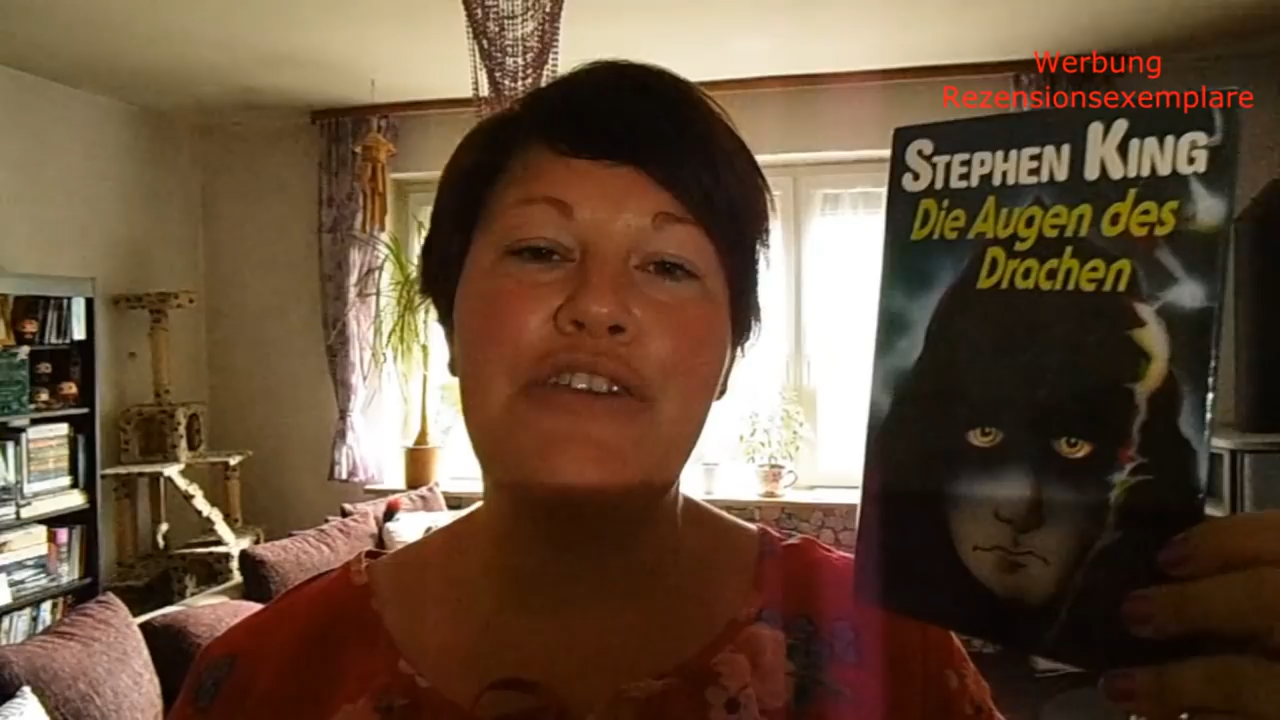 Werbung
Rezensionsexemplare
STEPHEN KING
Die Augen des
Drachen